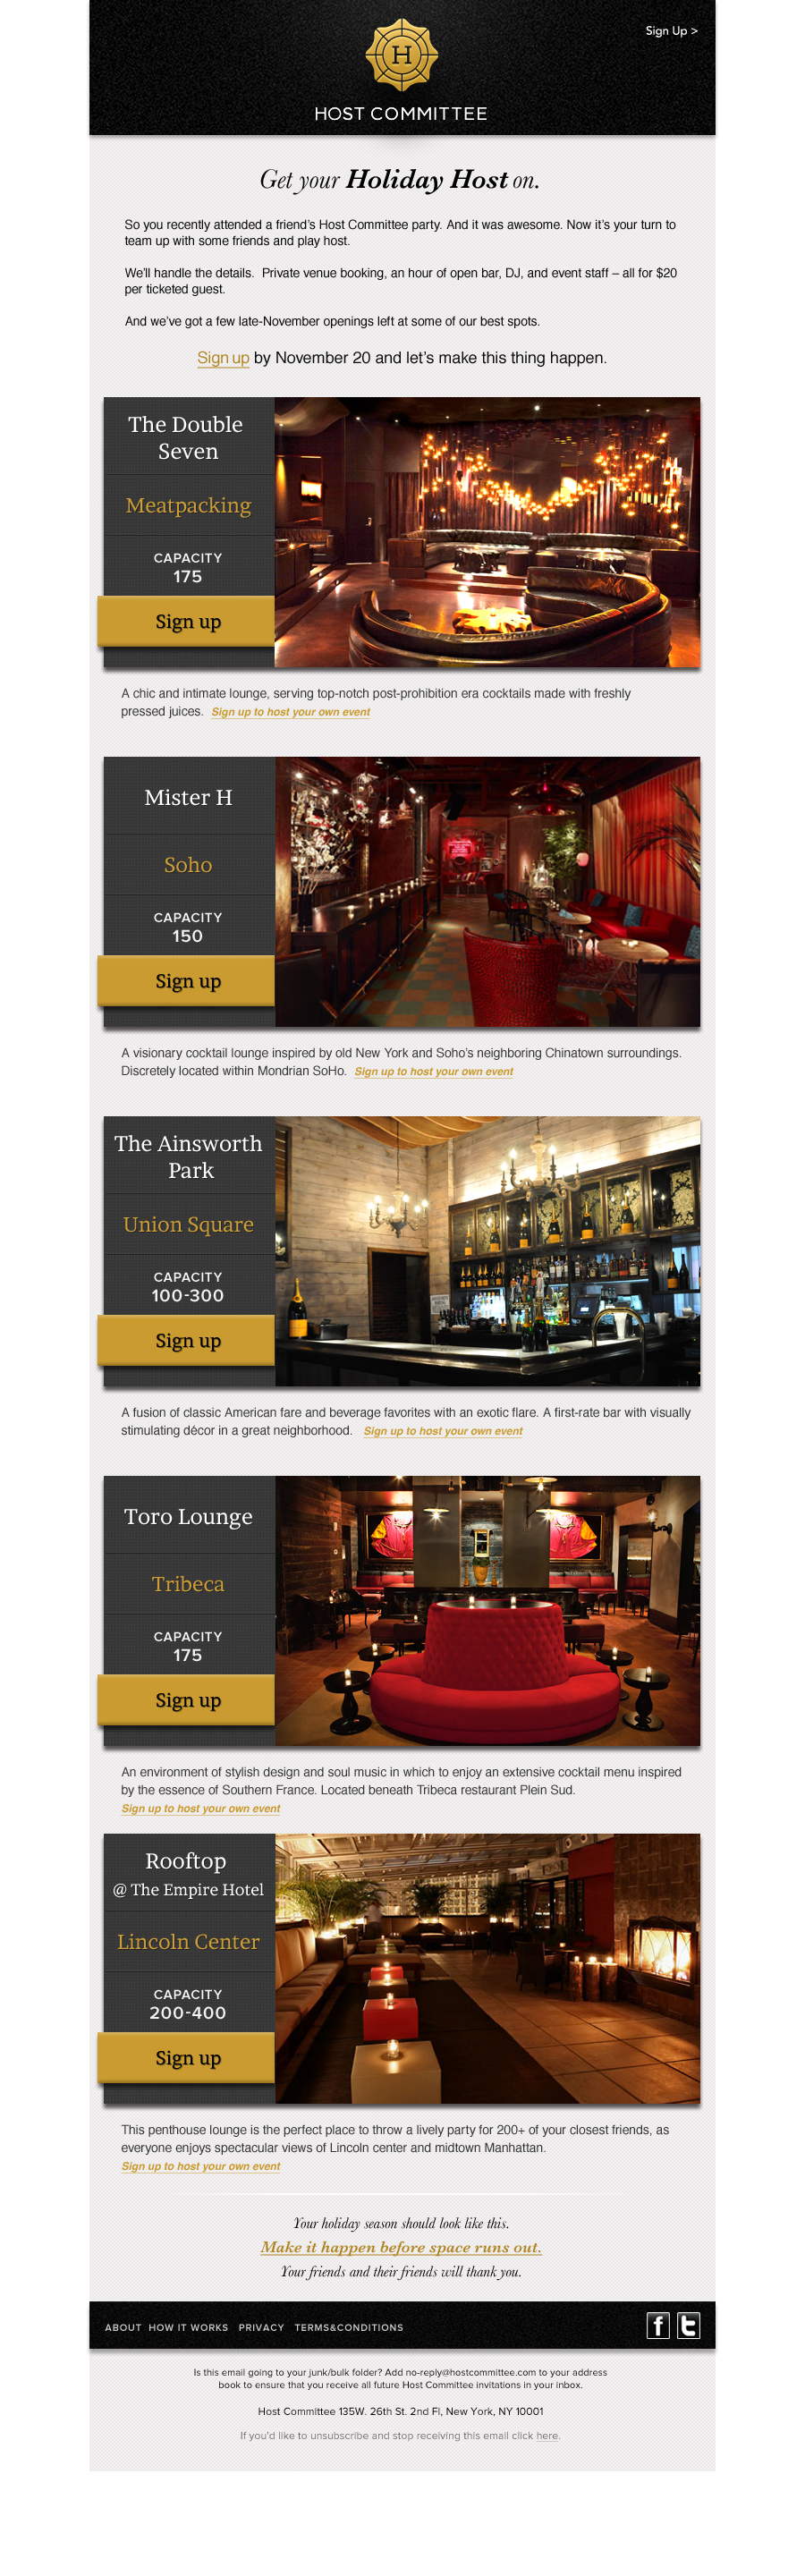 Sign Up >
H
HOST COMMITTEE
Get your Holiday Host on.
So you recently attended a friend's Host Committee party. And it was awesome. Now it's your turn to
team up with some friends and play host.
We'll handle the details.  Private venue booking, an hour of open bar, DJ, and event staff – all for $20
per ticketed guest.
And we've got a few late-November openings left at some of our best spots.
Sign up by November 20 and let's make this thing happen.
The Double
Seven
Meatpacking
CAPACITY
175
Sign up
A chic and intimate lounge, serving top-notch post-prohibition era cocktails made with freshly
pressed juices.  Sign up to host your own event
Mister H
Soho
CAPACITY
150
Sign up
A visionary cocktail lounge inspired by old New York and Soho's neighboring Chinatown surroundings.
Discretely located within Mondrian SoHo.  Sign up to host your own event
The Ainsworth
Park
Union Square
CAPACITY
100-300
Sign up
A fusion of classic American fare and beverage favorites with an exotic flare. A first-rate bar with visually
stimulating décor in a great neighborhood.  Sign up to host your own event
Toro Lounge
Tribeca
CAPACITY
175
Sign up
An environment of stylish design and soul music in which to enjoy an extensive cocktail menu inspired
by the essence of Southern France. Located beneath Tribeca restaurant Plein Sud.
Sign up to host your own event
Rooftop
@ The Empire Hotel
Lincoln Center
CAPACITY
200-400
Sign up
This penthouse lounge is the perfect place to throw a lively party for 200+ of your closest friends, as
everyone enjoys spectacular views of Lincoln center and midtown Manhattan.
Sign up to host your own event
Your holiday season should look like this.
Make it happen before space runs out.
Your friends and their friends will thank you.
ABOUT HOW IT WORKS PRIVACY TERMS&CONDITIONS
f t
Is this email going to your junk/bulk folder? Add no-reply@hostcommittee.com to your address
book to ensure that you receive all future Host Committee invitations in your inbox.
Host Committee 135W. 26th St. 2nd Fl, New York, NY 10001
If you'd like to unsubscribe and stop receiving this email click here.